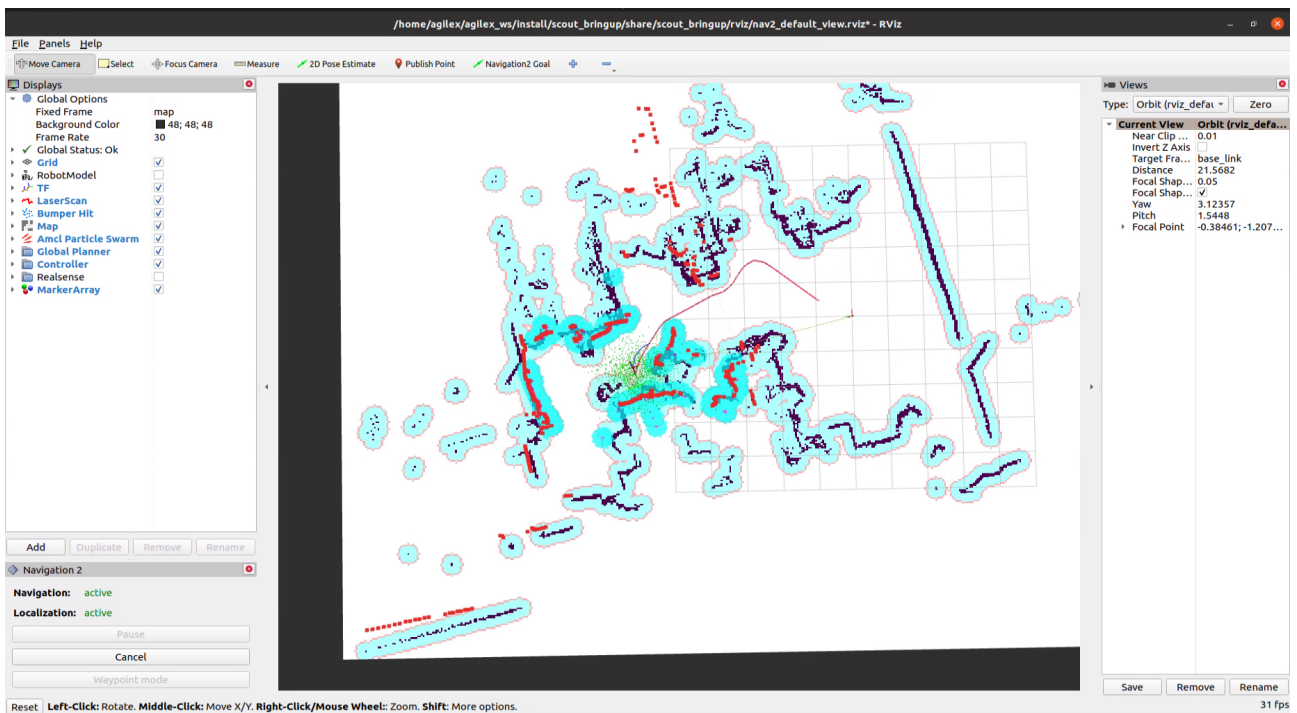 /home/agilex/agilex_ws/install/scout_bringup/share/scout_bringup/rviz/nav2_default_view.rviz* - RViz
File Panels Help
Move Camera Select Focus Camera Measure 2D Pose Estimate Publish Point Navigation2 Goal
Displays
Global Options
Fixed Frame map
Background Color 48; 48; 48
Frame Rate 30
Global Status: Ok
Grid
RobotModel
TF
LaserScan
Bumper Hit
Map
Amcl Particle Swarm
Global Planner
Controller
Realsense
MarkerArray
Add Duplicate Remove Rename
Navigation 2
Navigation: active
Localization: active
Pause
Cancel
Waypoint mode
Views
Type: Orbit (rviz_defau Zero
Current View Orbit (rviz_defa...
Near Clip ... 0.01
Invert Z Axis
Target Fra... base_link
Distance 21.5682
Focal Shap... 0.05
Focal Shap...
Yaw 3.12357
Pitch 1.5448
Focal Point -0.38461; -1.207...
Save Remove Rename
Reset Left-Click: Rotate. Middle-Click: Move X/Y. Right-Click/Mouse Wheel:: Zoom. Shift: More options. 31 fps